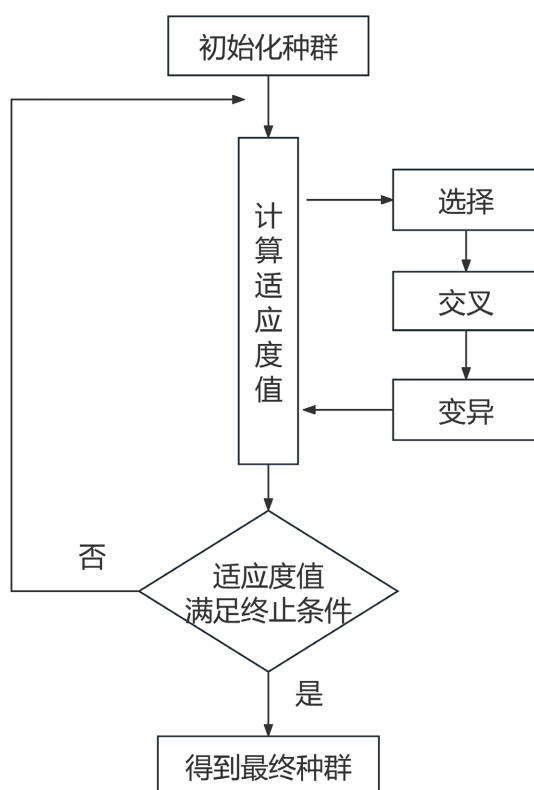 初始化种群
计
算
适
应
度
值
选择
交叉
变异
否
适应度值
满足终止条件
是
得到最终种群